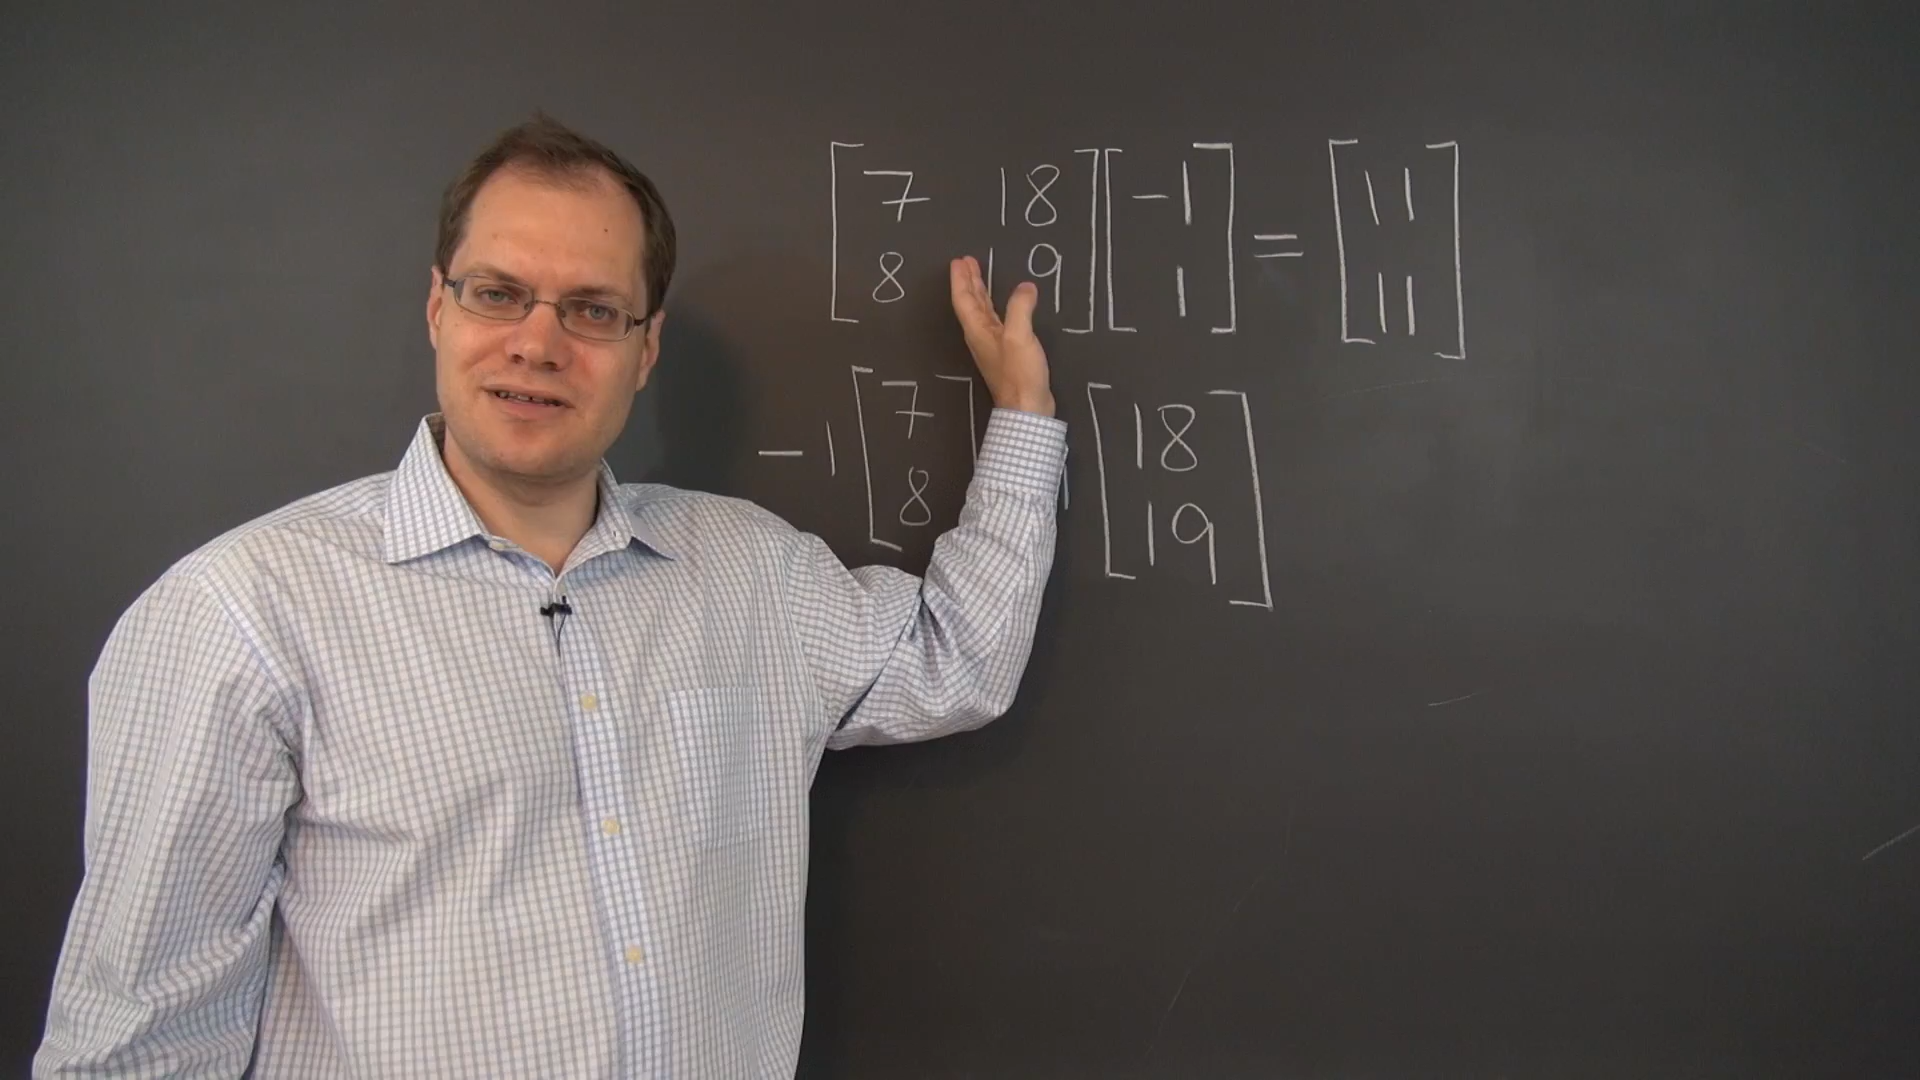 [7 18] [-1] = [11]
[8 19] [1] [11]
-1 [7] [18]
[8] [19]